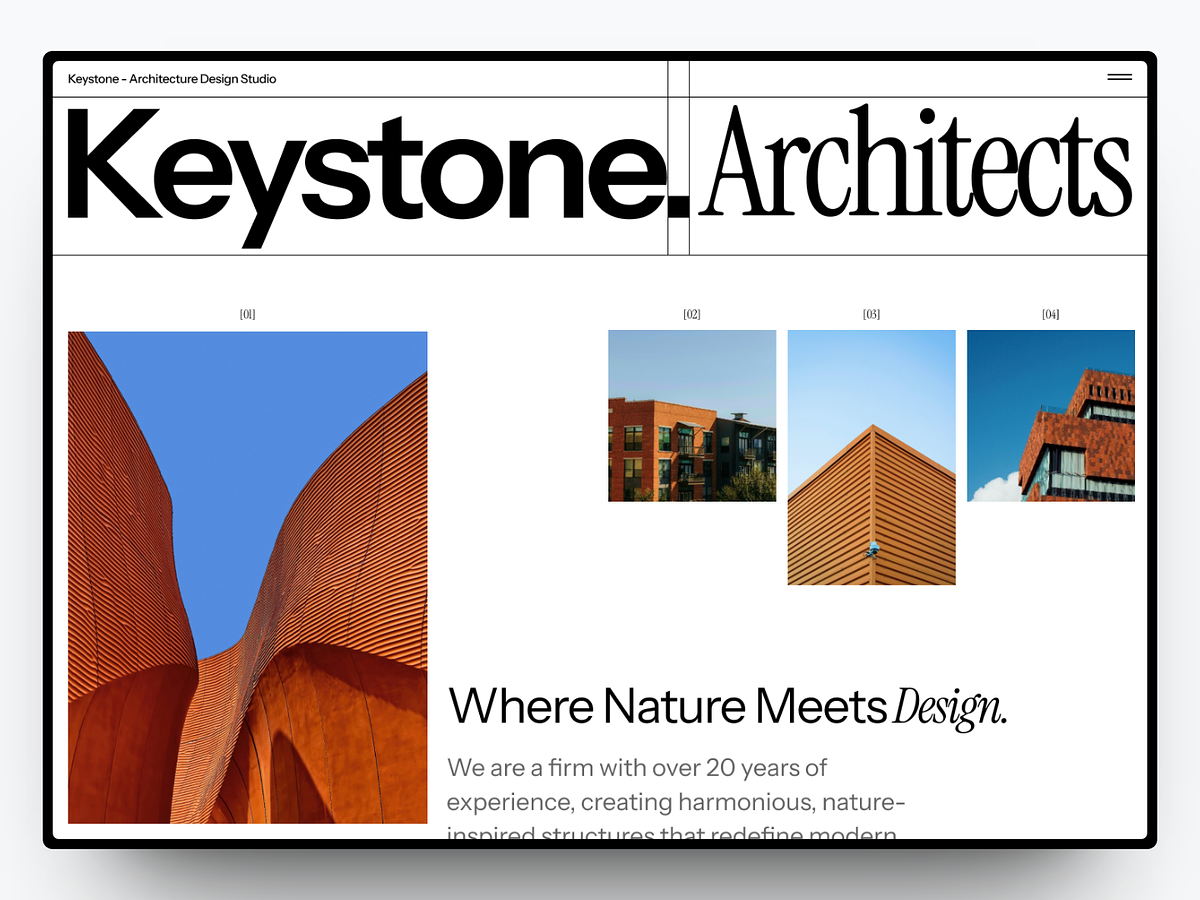 Keystone - Architecture Design Studio
Keystone. Architects
[01]
[02]
[03]
[04]
Where Nature Meets Design.
We are a firm with over 20 years of
experience, creating harmonious, nature-
inspired structures that redefine modern